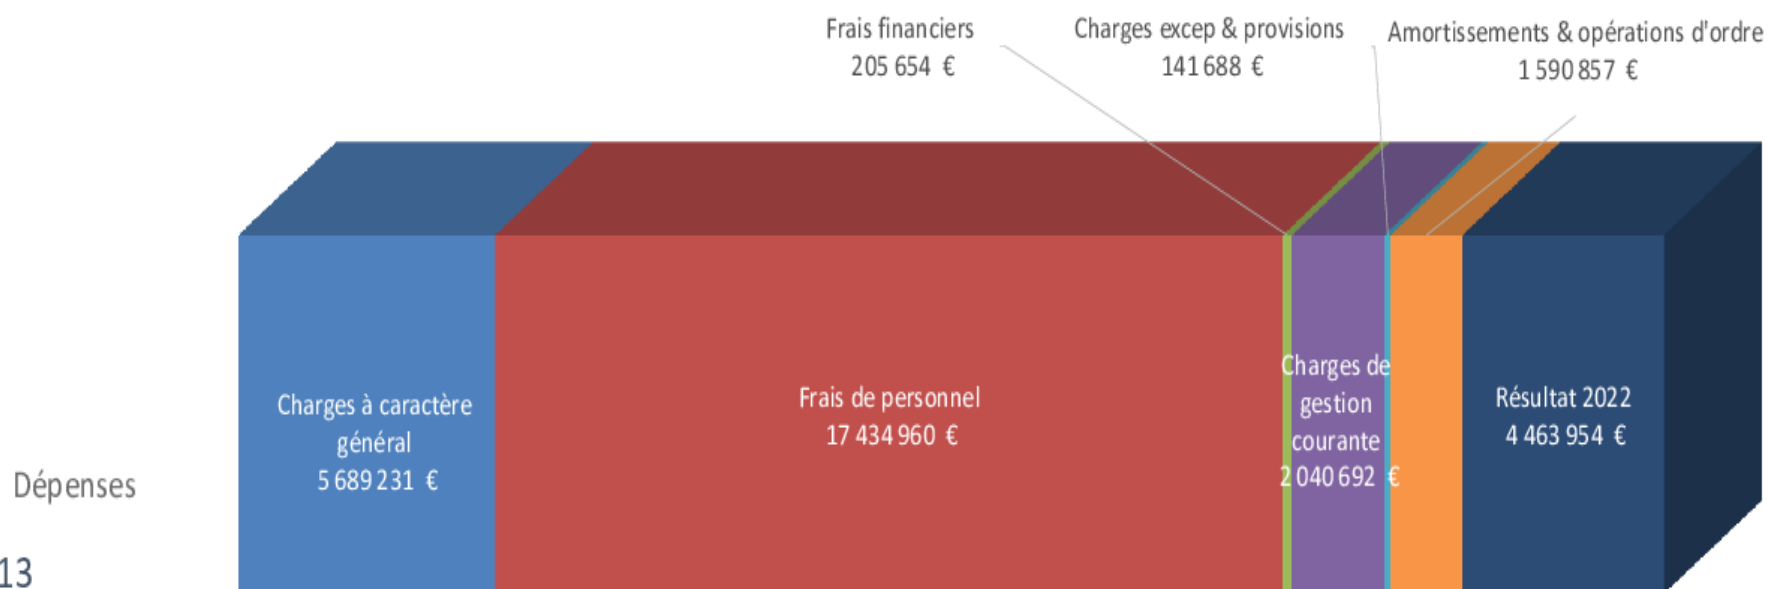 Frais financiers
205 654 €
Charges excep & provisions
141 688 €
Amortissements & opérations d'ordre
1 590 857 €
Charges à caractère
général
5 689 231 €
Frais de personnel
17 434 960 €
Charges de
gestion
courante
2 040 692 €
Résultat 2022
4 463 954 €
Dépenses
13